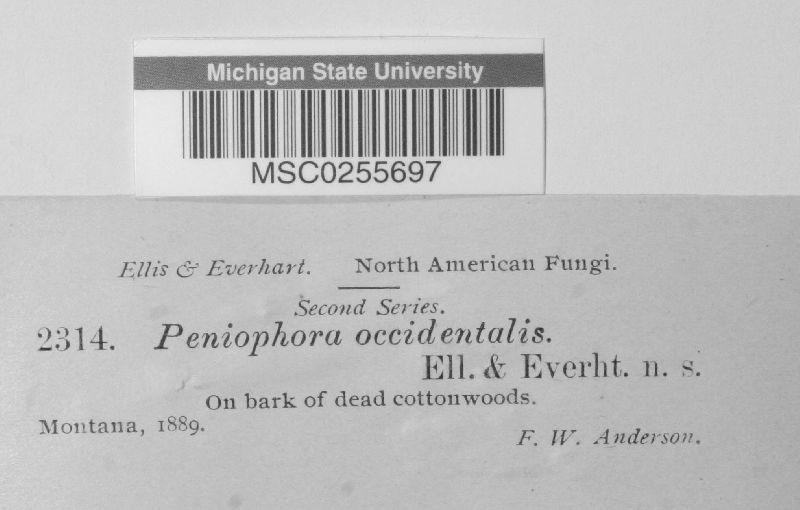 Michigan State University
MSC0255697
Ellis & Everhart. North American Fungi.
Second Series.
2314. Peniophora occidentalis.
Ell. & Everht. n. s.
On bark of dead cottonwoods.
Montana, 1889.
F. W. Anderson.